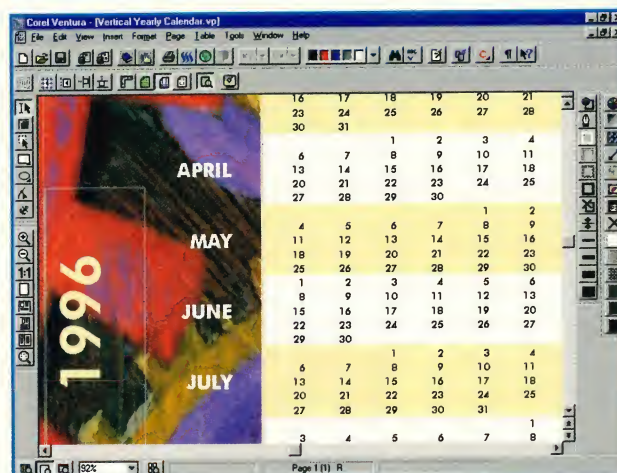 Corel Ventura - [Vertical Yearly Calendar.vp]
File Edit View Insert Format Page Table Tools Window Help
1:1
1996
16 17 18 19 20 21
23 24 25 26 27 28
30 31
APRIL
1 2 3 4
6 7 8 9 10 11
13 14 15 16 17 18
20 21 22 23 24 25
27 28 29 30
MAY
1 2
4 5 6 7 8 9
11 12 13 14 15 16
18 19 20 21 22 23
25 26 27 28 29 30
JUNE
1 2 3 4 5 6
8 9 10 11 12 13
15 16 17 18 19 20
22 23 24 25 26 27
29 30
JULY
1 2 3 4
6 7 8 9 10 11
13 14 15 16 17 18
20 21 22 23 24 25
27 28 29 30 31
1
3 4 5 6 7 8
92%
Page 1 (1) R